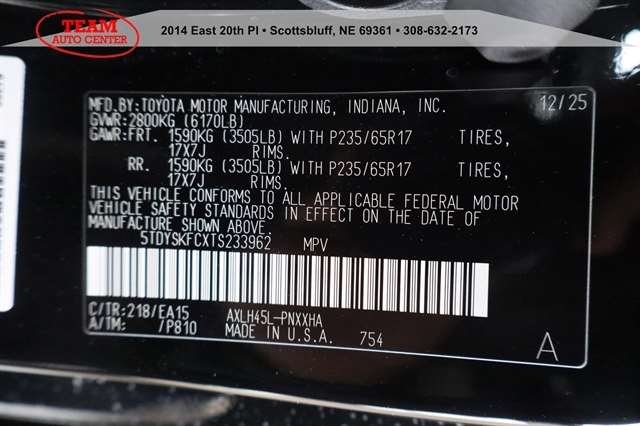 TEAM
AUTO CENTER
2014 East 20th Pl • Scottsbluff, NE 69361 • 308-632-2173
MFD.BY:TOYOTA MOTOR MANUFACTURING, INDIANA, INC. 12/25
GVWR:2800KG (6170LB)
GAWR:FRT. 1590KG (3505LB) WITH P235/65R17 TIRES,
17X7J RIMS.
RR. 1590KG (3505LB) WITH P235/65R17 TIRES,
17X7J RIMS.
THIS VEHICLE CONFORMS TO ALL APPLICABLE FEDERAL MOTOR
VEHICLE SAFETY STANDARDS IN EFFECT ON THE DATE OF
MANUFACTURE SHOWN ABOVE.
5TDYSKFCXTS233962 MPV
C/TR:218/EA15 AXLH45L-PNXXHA
A/TM: /P810 MADE IN U.S.A. 754
A